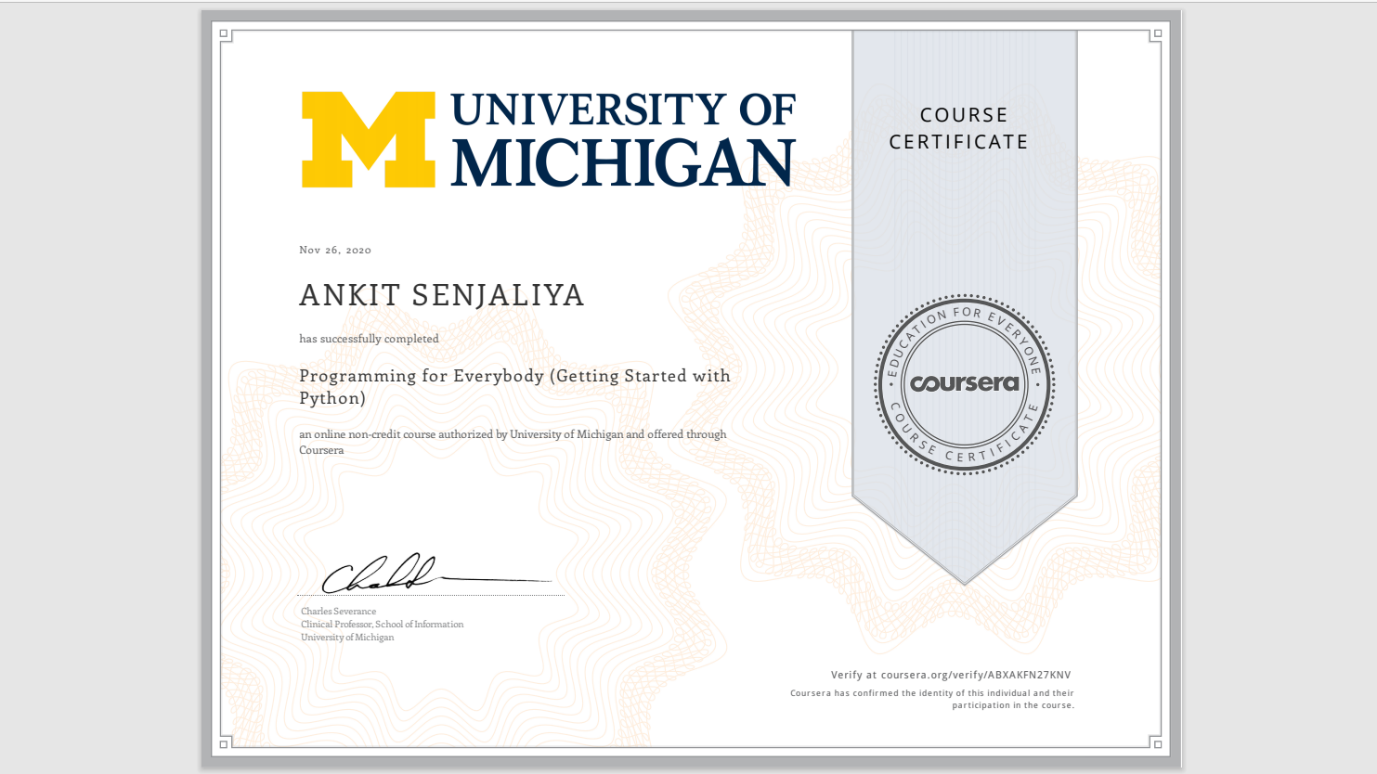 UNIVERSITY OF
MICHIGAN
COURSE
CERTIFICATE
Nov 26, 2020
ANKIT SENJALIYA
has successfully completed
Programming for Everybody (Getting Started with
Python)
an online non-credit course authorized by University of Michigan and offered through
Coursera
EDUCATION FOR EVERYONE
coursera
COURSE CERTIFICATE
Charles Severance
Clinical Professor, School of Information
University of Michigan
Verify at coursera.org/verify/ABXAKFN27KNV
Coursera has confirmed the identity of this individual and their
participation in the course.